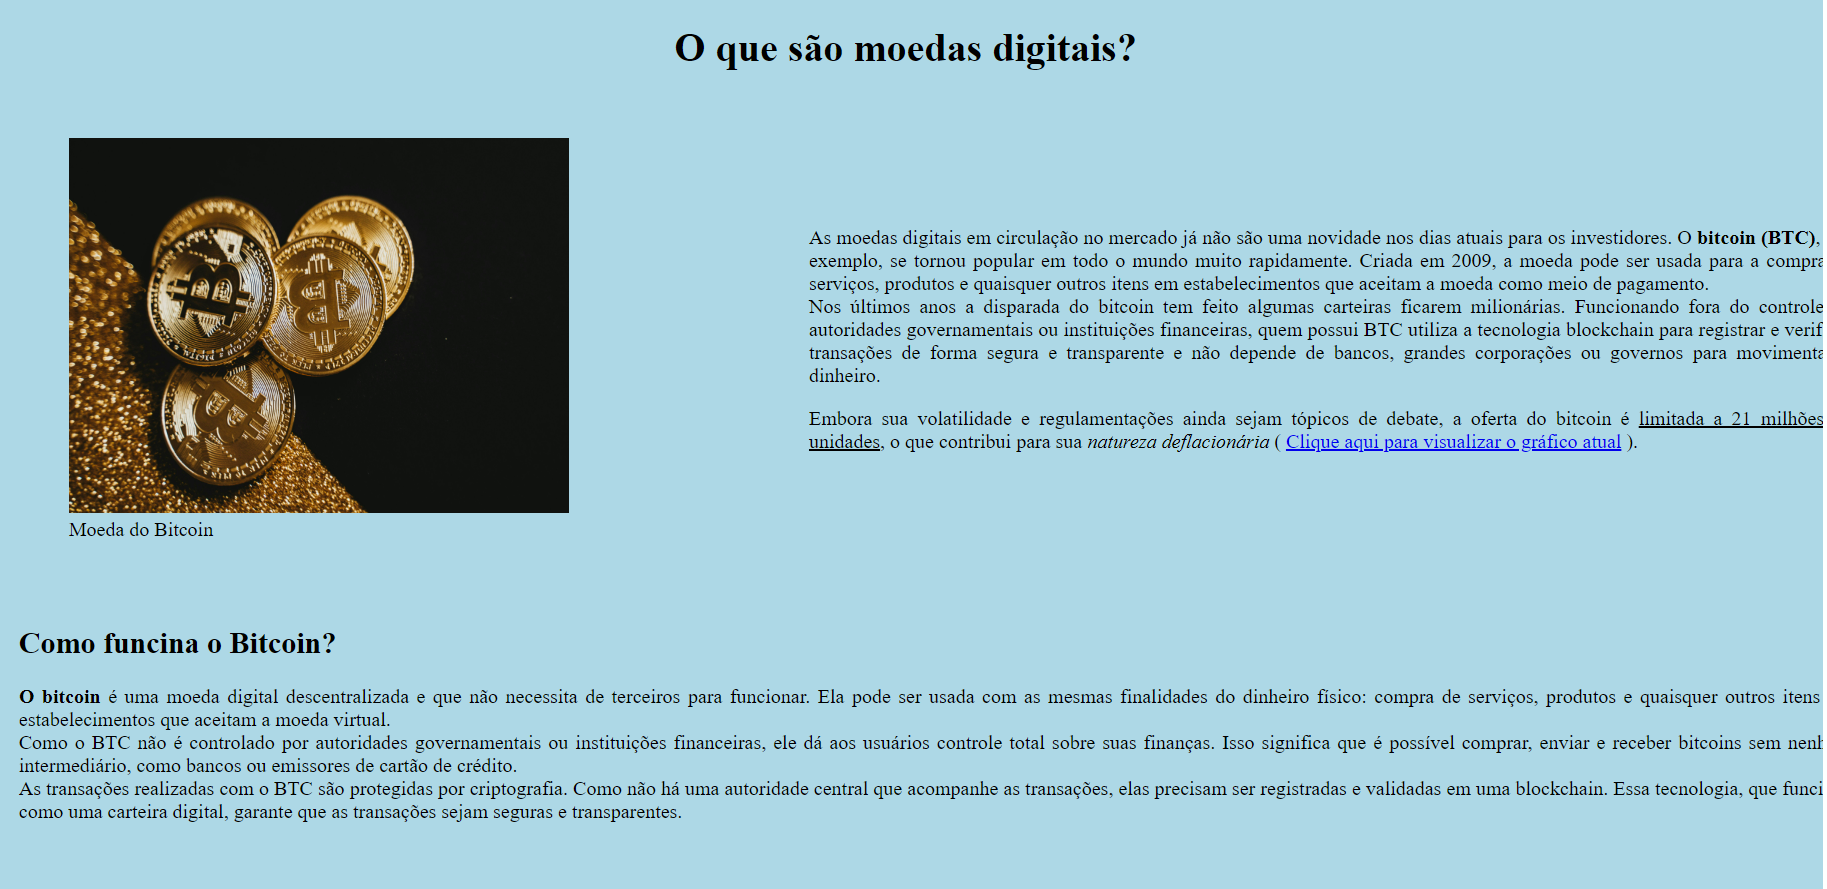 O que são moedas digitais?
As moedas digitais em circulação no mercado já não são uma novidade nos dias atuais para os investidores. O bitcoin (BTC),
exemplo, se tornou popular em todo o mundo muito rapidamente. Criada em 2009, a moeda pode ser usada para a compra
serviços, produtos e quaisquer outros itens em estabelecimentos que aceitam a moeda como meio de pagamento.
Nos últimos anos a disparada do bitcoin tem feito algumas carteiras ficarem milionárias. Funcionando fora do controle
autoridades governamentais ou instituições financeiras, quem possui BTC utiliza a tecnologia blockchain para registrar e verif
transações de forma segura e transparente e não depende de bancos, grandes corporações ou governos para movimenta
dinheiro.
Embora sua volatilidade e regulamentações ainda sejam tópicos de debate, a oferta do bitcoin é limitada a 21 milhões
unidades, o que contribui para sua natureza deflacionária ( Clique aqui para visualizar o gráfico atual ).
Moeda do Bitcoin
Como funcina o Bitcoin?
O bitcoin é uma moeda digital descentralizada e que não necessita de terceiros para funcionar. Ela pode ser usada com as mesmas finalidades do dinheiro físico: compra de serviços, produtos e quaisquer outros itens
estabelecimentos que aceitam a moeda virtual.
Como o BTC não é controlado por autoridades governamentais ou instituições financeiras, ele dá aos usuários controle total sobre suas finanças. Isso significa que é possível comprar, enviar e receber bitcoins sem nenh
intermediário, como bancos ou emissores de cartão de crédito.
As transações realizadas com o BTC são protegidas por criptografia. Como não há uma autoridade central que acompanhe as transações, elas precisam ser registradas e validadas em uma blockchain. Essa tecnologia, que funci
como uma carteira digital, garante que as transações sejam seguras e transparentes.